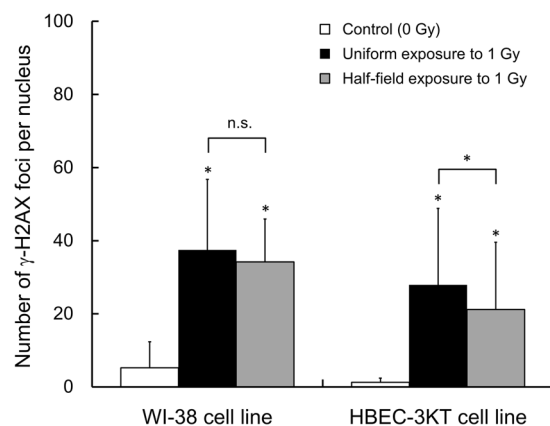 Number of γ-H2AX foci per nucleus
100
80
60
40
20
0
Control (0 Gy)
Uniform exposure to 1 Gy
Half-field exposure to 1 Gy
n.s.
*
*
*
*
*
WI-38 cell line
HBEC-3KT cell line